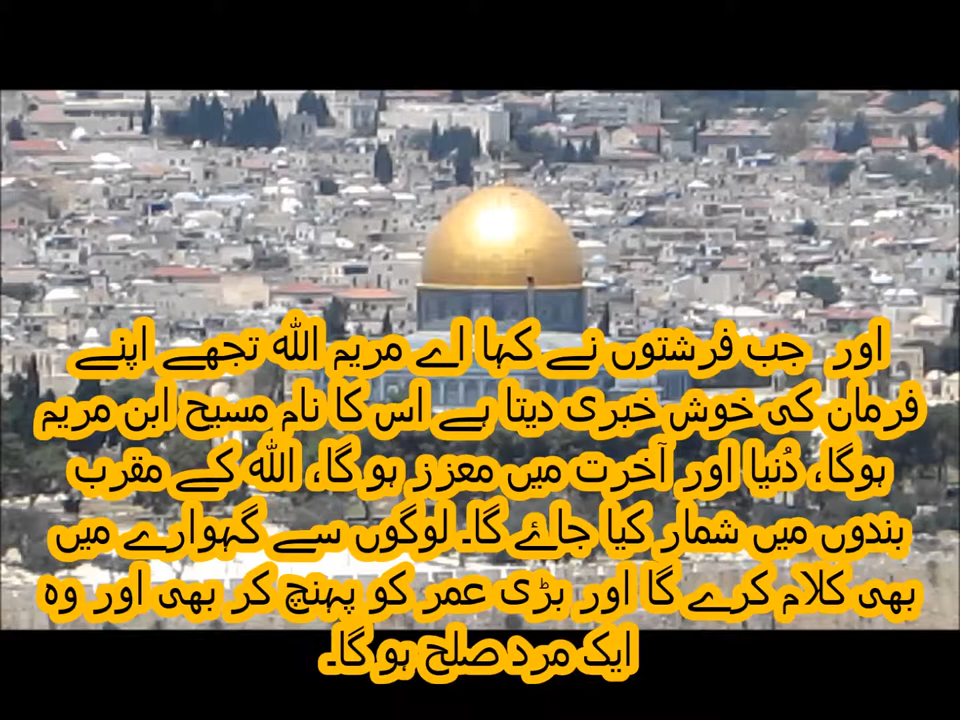 اور جب فرشتوں نے کہا اے مریم اللہ تجھے اپنے
فرمان کی خوش خبری دیتا ہے اس کا نام مسیح ابن مریم
ہوگا، دُنیا اور آخرت میں معزز ہو گا، اللہ کے مقرب
بندوں میں شمار کیا جاۓ گا۔ لوگوں سے گہوارے میں
بھی کلام کرے گا اور بڑی عمر کو پہنچ کر بھی اور وہ
ایک مرد صلح ہو گا۔